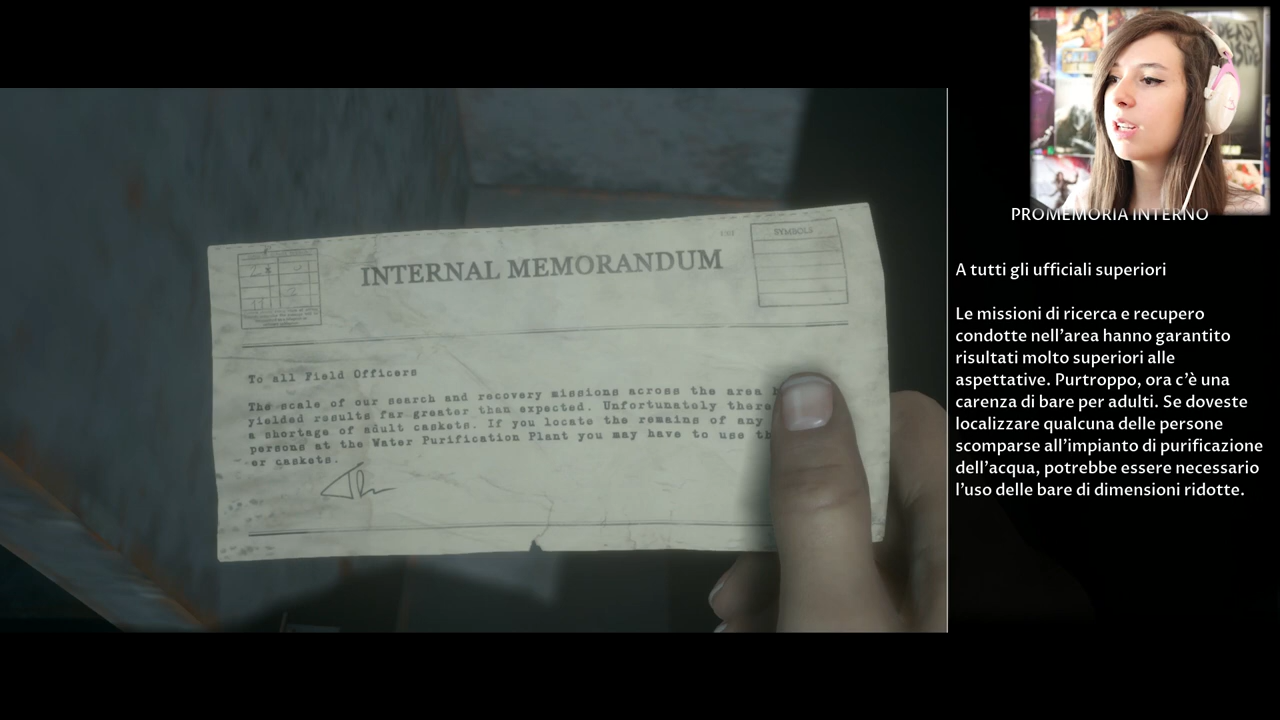 INTERNAL MEMORANDUM
SYMBOLS
To all Field Officers
The scale of our search and recovery missions across the area
yielded results far greater than expected. Unfortunately there
a shortage of adult caskets. If you locate the remains of any
persons at the Water Purification Plant you may have to use
er caskets.
PROMEMORIA INTERNO
A tutti gli ufficiali superiori
Le missioni di ricerca e recupero
condotte nell'area hanno garantito
risultati molto superiori alle
aspettative. Purtroppo, ora c'è una
carenza di bare per adulti. Se doveste
localizzare qualcuna delle persone
scomparse all'impianto di purificazione
dell'acqua, potrebbe essere necessario
l'uso delle bare di dimensioni ridotte.